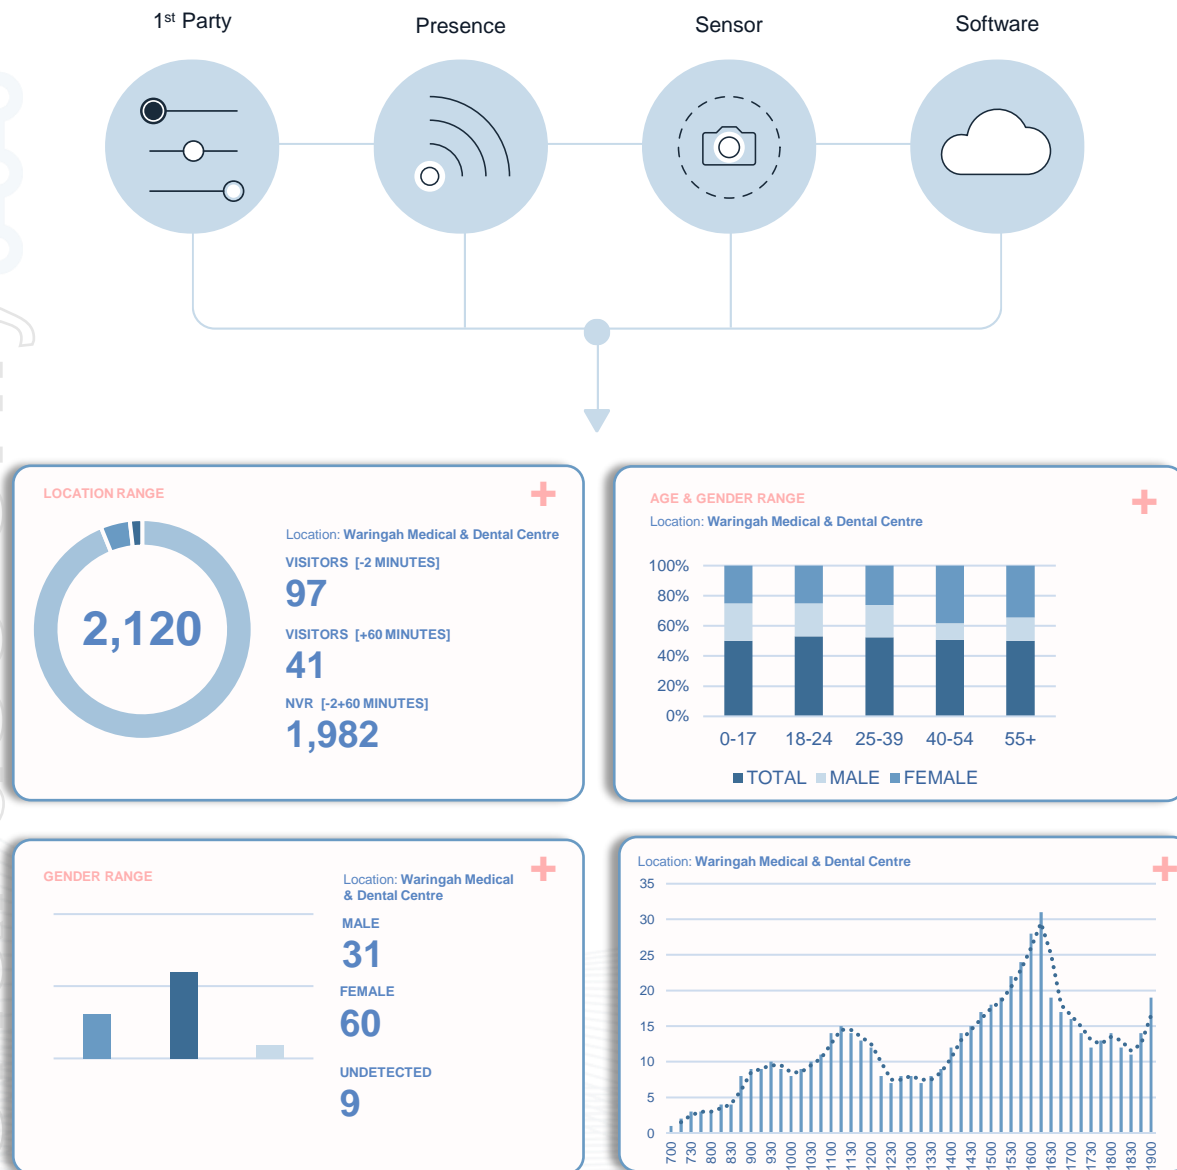 1st Party
Presence
Sensor
Software
LOCATION RANGE
Location: Waringah Medical & Dental Centre
VISITORS [-2 MINUTES]
97
VISITORS [+60 MINUTES]
41
NVR [-2+60 MINUTES]
1,982
2,120
AGE & GENDER RANGE
Location: Waringah Medical & Dental Centre
100%
80%
60%
40%
20%
0%
0-17 18-24 25-39 40-54 55+
TOTAL MALE FEMALE
GENDER RANGE
Location: Waringah Medical
& Dental Centre
MALE
31
FEMALE
60
UNDETECTED
9
Location: Waringah Medical & Dental Centre
35
30
25
20
15
10
5
0
700 730 800 830 900 930 1000 1030 1100 1130 1200 1230 1300 1330 1400 1430 1500 1530 1600 1630 1700 1730 1800 1830 1900